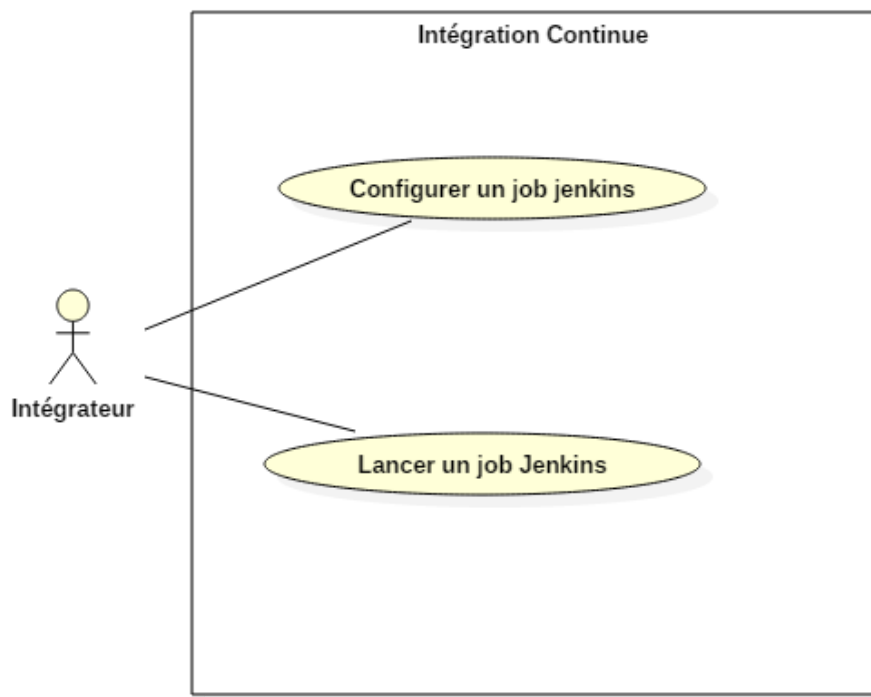 Intégration Continue
Configurer un job jenkins
Intégrateur
Lancer un job Jenkins